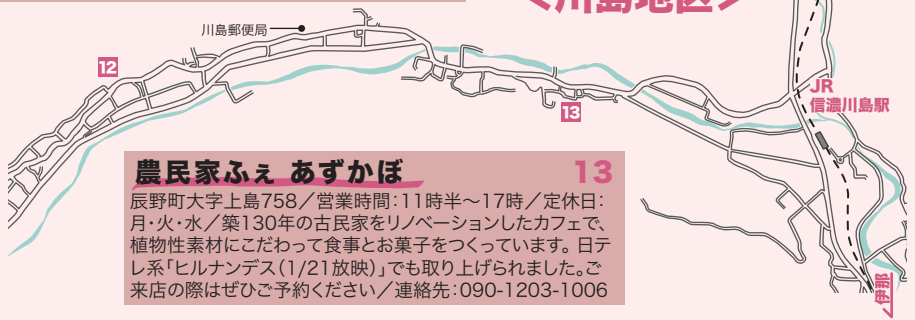 <川島地区>
川島郵便局
12
13
JR
信濃川島駅
農民家ふぇ あずかぼ 13
辰野町大字上島758／営業時間：11時半〜17時／定休日：
月・火・水／築130年の古民家をリノベーションしたカフェで、
植物性素材にこだわって食事とお菓子をつくっています。日テ
レ系「ヒルナンデス（1/21放映）」でも取り上げられました。ご
来店の際はぜひご予約ください／連絡先：090-1203-1006
伊那